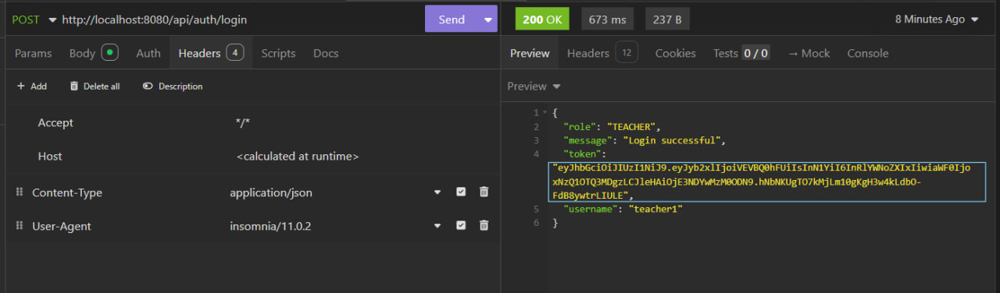 POST http://localhost:8080/api/auth/login Send 200 OK 673 ms 237 B 8 Minutes Ago
Params Body Auth Headers 4 Scripts Docs Preview Headers 12 Cookies Tests 0 / 0 → Mock Console
+ Add Delete all Description Preview
Accept */*
Host <calculated at runtime>
Content-Type application/json
User-Agent insomnia/11.0.2
1 {
2 "role": "TEACHER",
3 "message": "Login successful",
4 "token":
"eyJhbGciOiJIUzI1NiJ9.eyJyb2xlIjoiVEVBQ0hFUiIsInN1YiI6InRlYWNoZXIxIiwiaWF0Ijo
xNzQ1OTQ3MDgzLCJleHAiOjE3NDYwMzM0ODN9.hNbNKUgTO7kMjLm10gKgH3w4kLdbO-
FdB8ywtrLIULE",
5 "username": "teacher1"
6 }